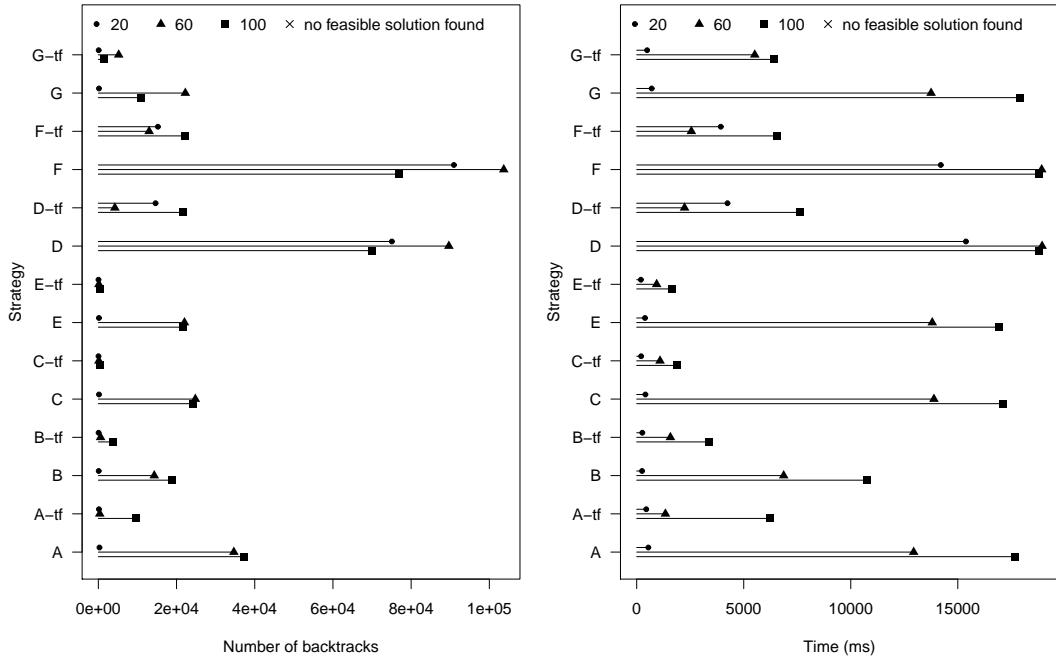 20 60 100 no feasible solution found
G−tf
G
F−tf
F
D−tf
D
E−tf
E
C−tf
C
B−tf
B
A−tf
A
Strategy
0e+00 2e+04 4e+04 6e+04 8e+04 1e+05
Number of backtracks
20 60 100 no feasible solution found
G−tf
G
F−tf
F
D−tf
D
E−tf
E
C−tf
C
B−tf
B
A−tf
A
Strategy
0 5000 10000 15000
Time (ms)